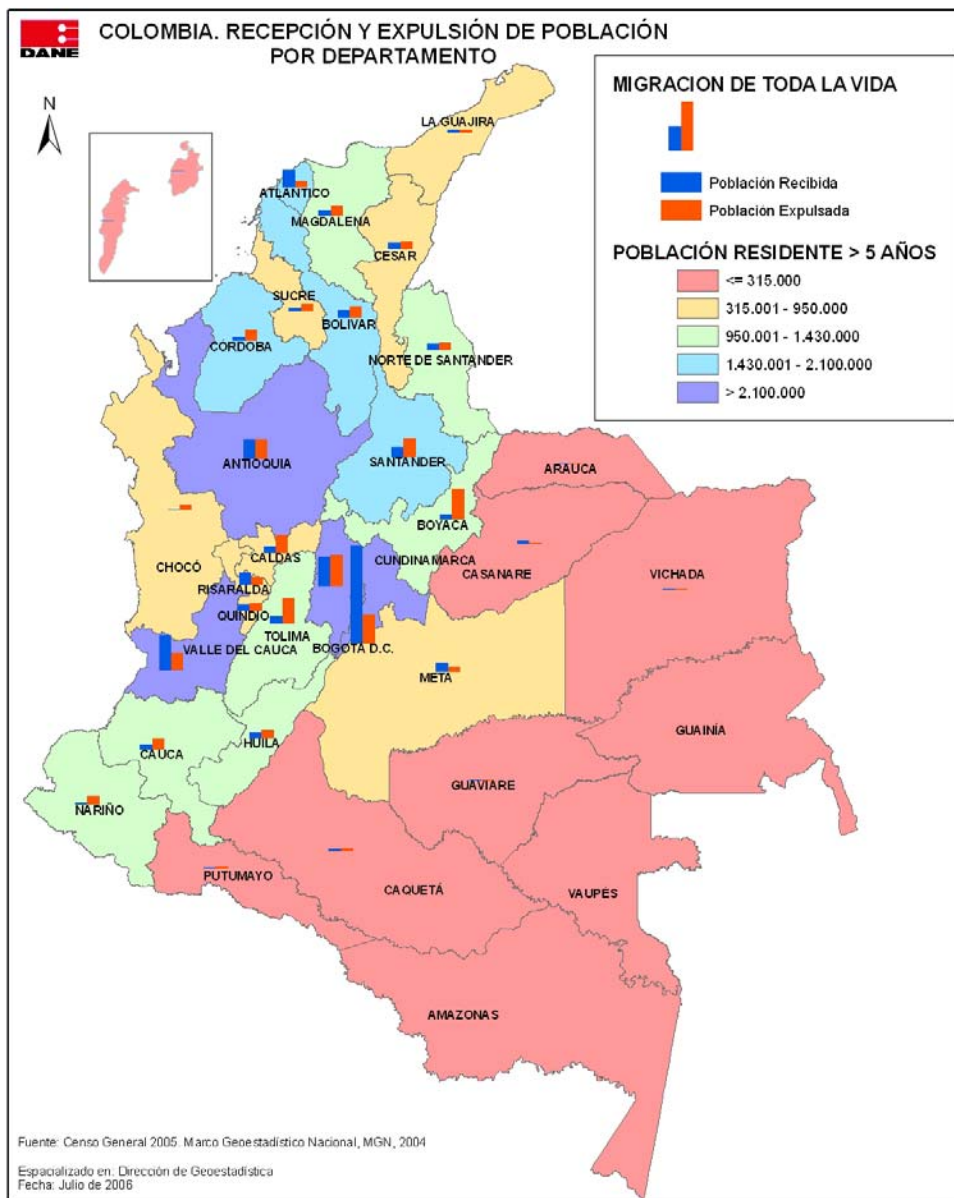 DANE
COLOMBIA. RECEPCIÓN Y EXPULSIÓN DE POBLACIÓN
POR DEPARTAMENTO
N
MIGRACION DE TODA LA VIDA
Población Recibida
Población Expulsada
POBLACIÓN RESIDENTE > 5 AÑOS
<= 315.000
315.001 - 950.000
950.001 - 1.430.000
1.430.001 - 2.100.000
> 2.100.000
LA GUAJIRA
ATLANTICO
MAGDALENA
CESAR
SUCRE
BOLIVAR
CORDOBA
NORTE DE SANTANDER
ANTIOQUIA
SANTANDER
ARAUCA
BOYACA
CHOCÓ
CALDAS
CUNDINAMARCA
CASANARE
VICHADA
RISARALDA
QUINDIO
TOLIMA
VALLE DEL CAUCA
BOGOTÁ D.C.
META
GUAINÍA
CAUCA
HUILA
GUAVIARE
NARIÑO
PUTUMAYO
CAQUETÁ
VAUPÉS
AMAZONAS
Fuente: Censo General 2005. Marco Geoestadístico Nacional, MGN, 2004
Espacializado en: Dirección de Geoestadística
Fecha: Julio de 2006